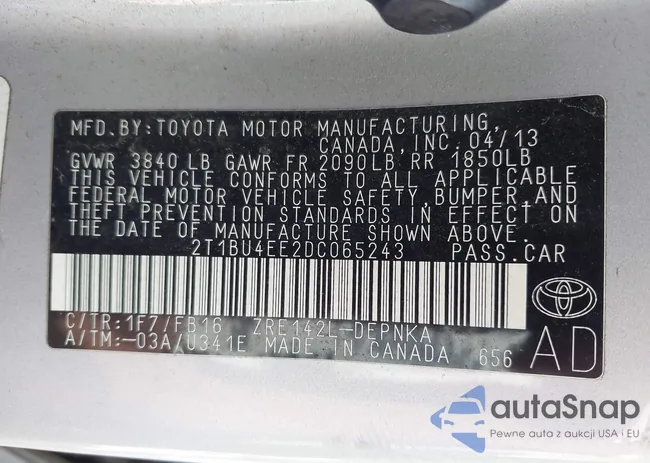 MFD.BY:TOYOTA MOTOR MANUFACTURING,
CANADA,INC. 04/13
GVWR 3840 LB GAWR FR 2090LB RR 1850LB
THIS VEHICLE CONFORMS TO ALL APPLICABLE
FEDERAL MOTOR VEHICLE SAFETY,BUMPER,AND
THEFT PREVENTION STANDARDS IN EFFECT ON
THE DATE OF MANUFACTURE SHOWN ABOVE.
2T1BU4EE2DC065243 PASS.CAR
C/TR:1F7/FB16 ZRE142L-DEPNKA
A/TM:-03A/U341E MADE IN CANADA 656
AD
autoSnap
Pewne auta z aukcji USA i EU